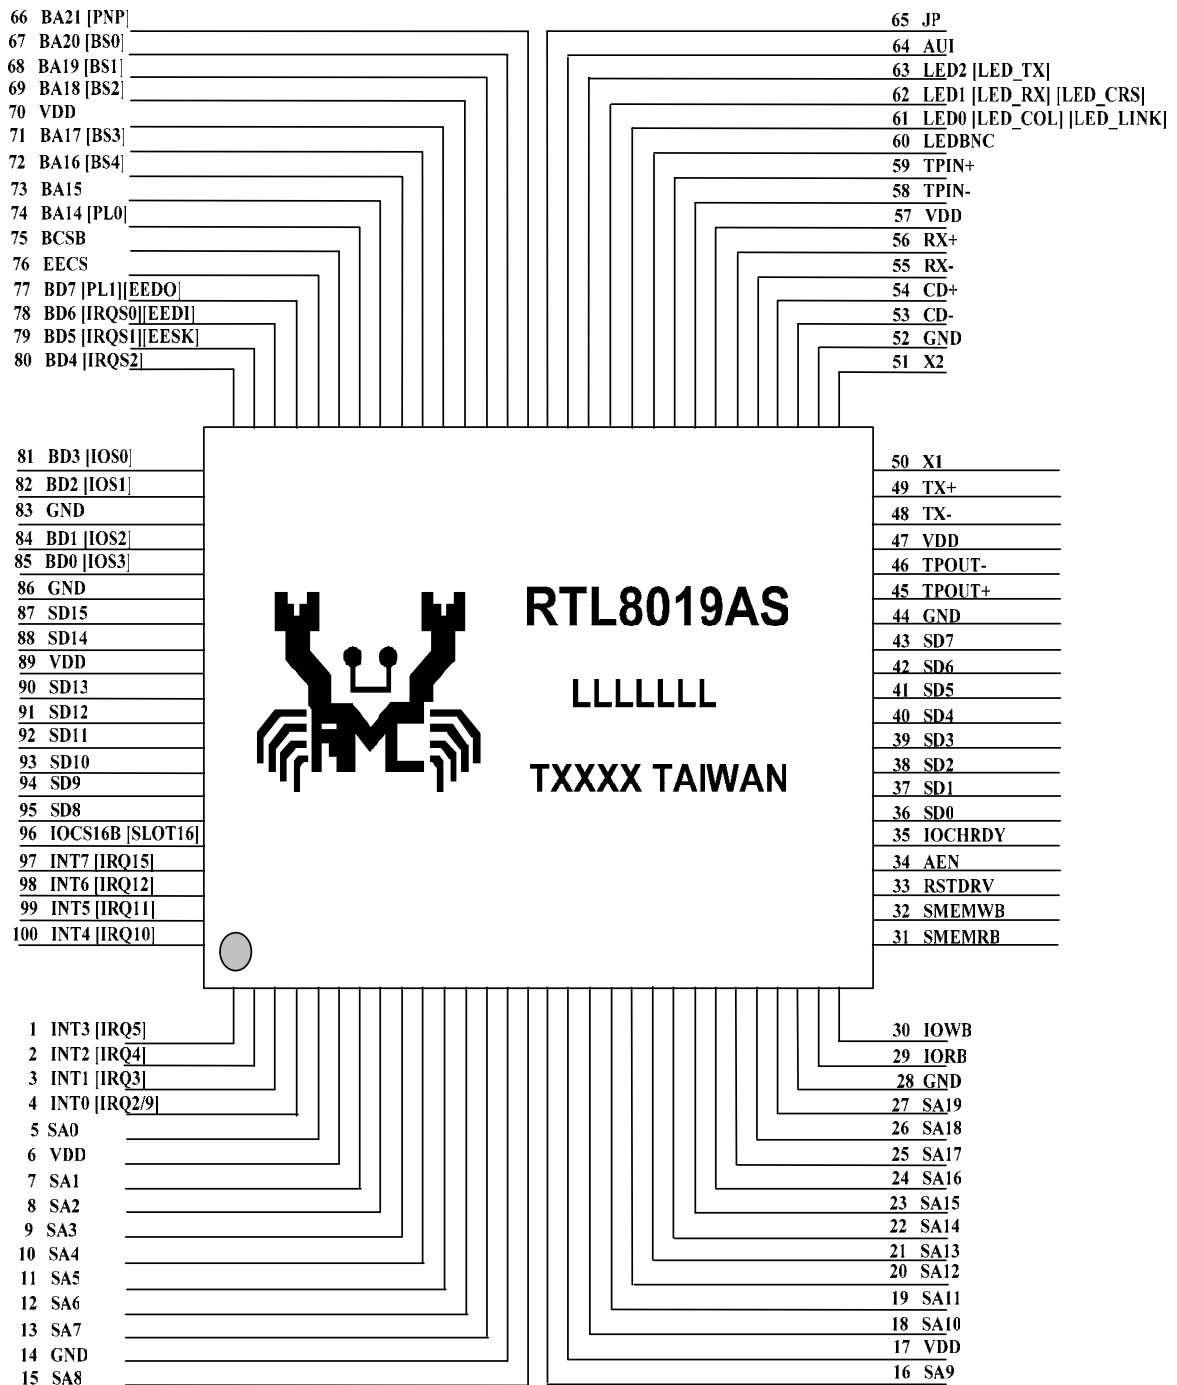 66 BA21 [PNP]
67 BA20 [BS0]
68 BA19 [BS1]
69 BA18 [BS2]
70 VDD
71 BA17 [BS3]
72 BA16 [BS4]
73 BA15
74 BA14 [PL0]
75 BCSB
76 EECS
77 BD7 [PL1][EEDO]
78 BD6 [IRQS0][EEDI]
79 BD5 [IRQS1][EESK]
80 BD4 [IRQS2]
65 JP
64 AUI
63 LED2 [LED_TX]
62 LED1 [LED_RX] [LED_CRS]
61 LED0 [LED_COL] [LED_LINK]
60 LEDBNC
59 TPIN+
58 TPIN-
57 VDD
56 RX+
55 RX-
54 CD+
53 CD-
52 GND
51 X2
81 BD3 [IOS0]
82 BD2 [IOS1]
83 GND
84 BD1 [IOS2]
85 BD0 [IOS3]
86 GND
87 SD15
88 SD14
89 VDD
90 SD13
91 SD12
92 SD11
93 SD10
94 SD9
95 SD8
96 IOCS16B [SLOT16]
97 INT7 [IRQ15]
98 INT6 [IRQ12]
99 INT5 [IRQ11]
100 INT4 [IRQ10]
RTL8019AS
LLLLLLL
TXXXX TAIWAN
AMC
50 X1
49 TX+
48 TX-
47 VDD
46 TPOUT-
45 TPOUT+
44 GND
43 SD7
42 SD6
41 SD5
40 SD4
39 SD3
38 SD2
37 SD1
36 SD0
35 IOCHRDY
34 AEN
33 RSTDRV
32 SMEMWB
31 SMEMRB
1 INT3 [IRQ5]
2 INT2 [IRQ4]
3 INT1 [IRQ3]
4 INT0 [IRQ2/9]
5 SA0
6 VDD
7 SA1
8 SA2
9 SA3
10 SA4
11 SA5
12 SA6
13 SA7
14 GND
15 SA8
30 IOWB
29 IORB
28 GND
27 SA19
26 SA18
25 SA17
24 SA16
23 SA15
22 SA14
21 SA13
20 SA12
19 SA11
18 SA10
17 VDD
16 SA9